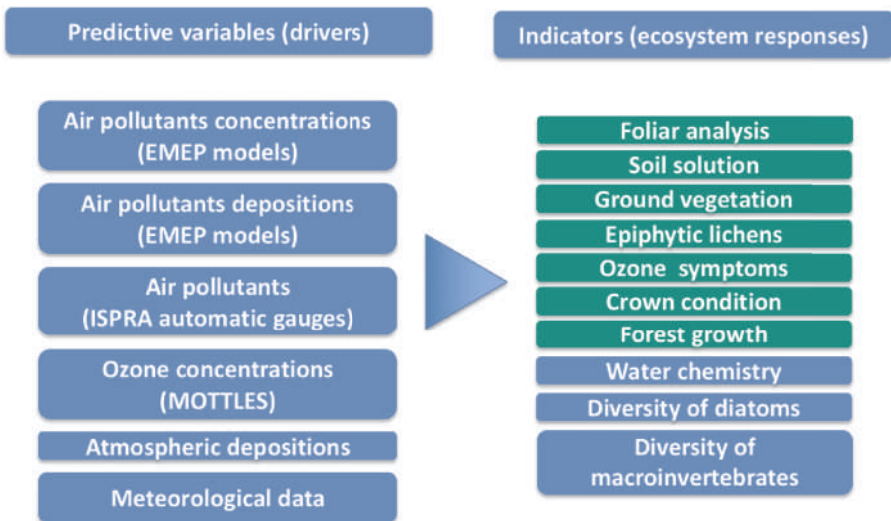 Predictive variables (drivers)
Indicators (ecosystem responses)
Air pollutants concentrations
(EMEP models)
Air pollutants depositions
(EMEP models)
Air pollutants
(ISPRA automatic gauges)
Ozone concentrations
(MOTTLES)
Atmospheric depositions
Meteorological data
Foliar analysis
Soil solution
Ground vegetation
Epiphytic lichens
Ozone symptoms
Crown condition
Forest growth
Water chemistry
Diversity of diatoms
Diversity of
macroinvertebrates